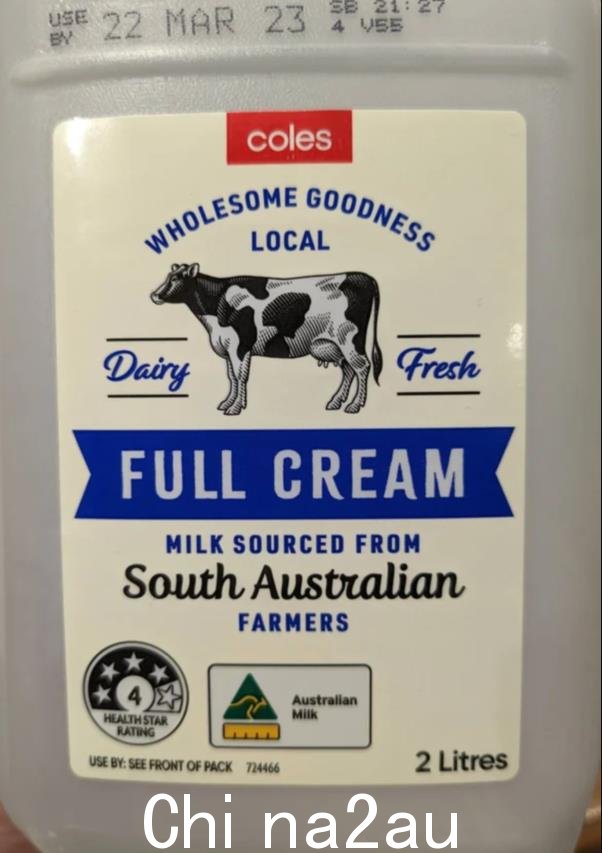 USE BY 22 MAR 23 SB 21:27
4 V55
coles
WHOLESOME GOODNESS
LOCAL
Dairy Fresh
FULL CREAM
MILK SOURCED FROM
South Australian
FARMERS
4
HEALTH STAR
RATING
Australian
Milk
USE BY: SEE FRONT OF PACK 724466
2 Litres
Chi na2au